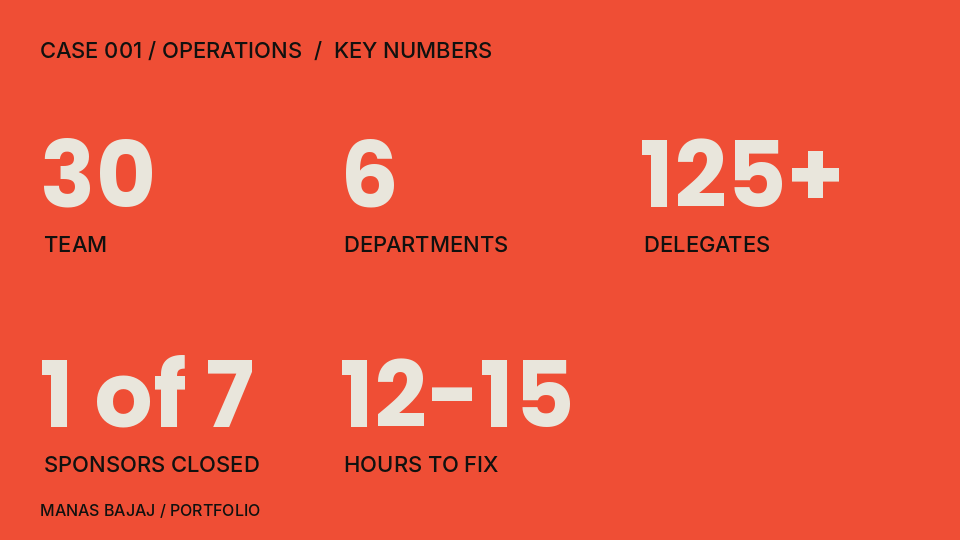 CASE 001 / OPERATIONS / KEY NUMBERS
30
TEAM
6
DEPARTMENTS
125+
DELEGATES
1 of 7
SPONSORS CLOSED
12–15
HOURS TO FIX
MANAS BAJAJ / PORTFOLIO